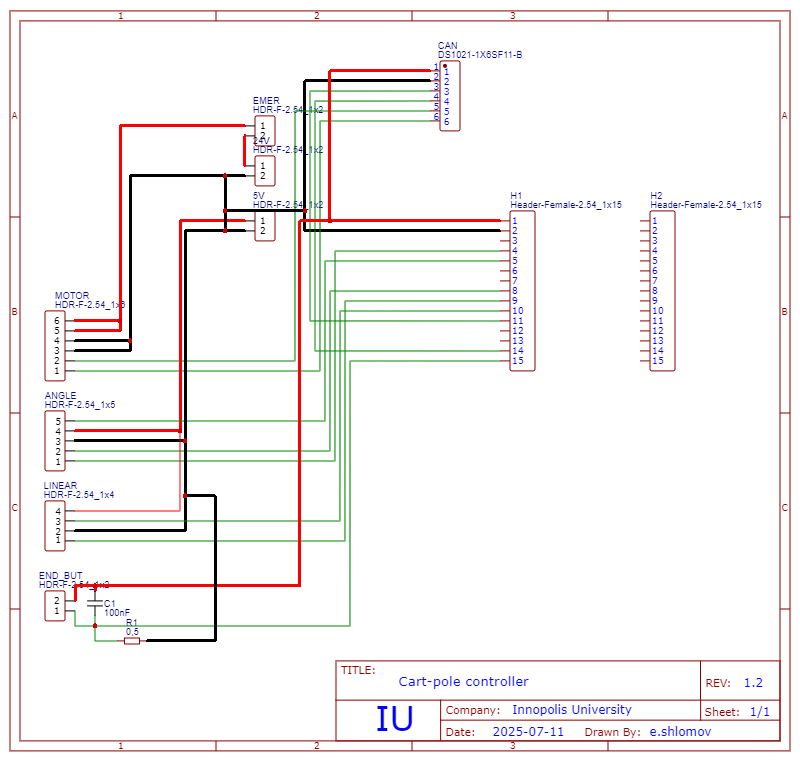 1 2 3
A
B
C
A
B
C
CAN
DS1021-1X6SF11-B
1 1
2 2
3 3
4 4
5 5
6 6
EMER
HDR-F-2.54_1x2
1
2
24V
HDR-F-2.54_1x2
1
2
5V
HDR-F-2.54_1x2
1
2
H1
Header-Female-2.54_1x15
1
2
3
4
5
6
7
8
9
10
11
12
13
14
15
H2
Header-Female-2.54_1x15
1
2
3
4
5
6
7
8
9
10
11
12
13
14
15
MOTOR
HDR-F-2.54_1x6
6
5
4
3
2
1
ANGLE
HDR-F-2.54_1x5
5
4
3
2
1
LINEAR
HDR-F-2.54_1x4
4
3
2
1
END_BUT
HDR-F-2.54_1x2
2
1
C1
100nF
R1
0,5
TITLE:
Cart-pole controller
REV: 1.2
IU
Company: Innopolis University
Sheet: 1/1
Date: 2025-07-11 Drawn By: e.shlomov
1 2 3